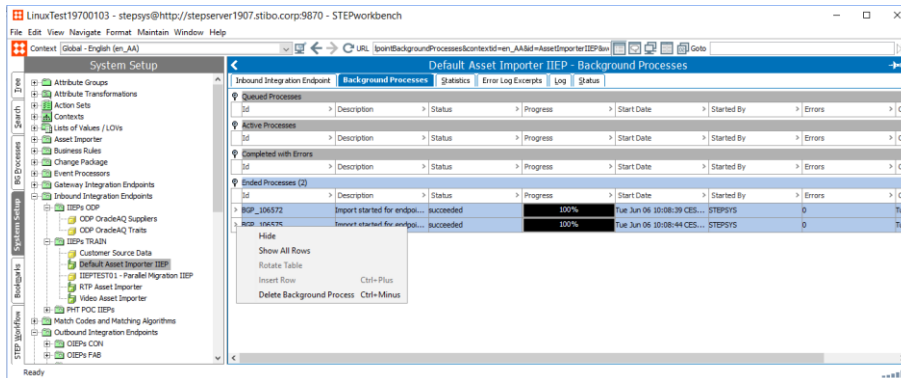 LinuxTest19700103 - stepsys@http://stepserver1907.stibo.corp:9870 - STEPworkbench
File Edit View Navigate Format Maintain Window Help
Context Global - English (en_AA) URL Goto
System Setup
Default Asset Importer IIEP - Background Processes
Inbound Integration Endpoint Background Processes Statistics Error Log Excerpts Log Status
Tree
Search
BG Processes
System Setup
Bookmarks
STEP Workflow
Attribute Groups
Attribute Transformations
Action Sets
Contexts
Lists of Values / LOVs
Asset Importer
Business Rules
Change Package
Event Processors
Gateway Integration Endpoints
Inbound Integration Endpoints
IIEPs ODP
ODP OracleAQ Suppliers
ODP OracleAQ Traits
IIEPs TRAIN
Customer Source Data
Default Asset Importer IIEP
IIEPTEST01 - Parallel Migration IIEP
RTP Asset Importer
Video Asset Importer
PHT POC IIEPs
Match Codes and Matching Algorithms
Outbound Integration Endpoints
OIEPs CON
OIEPs FAB
Queued Processes
Id > Description > Status > Progress > Start Date > Started By > Errors >
Active Processes
Id > Description > Status > Progress > Start Date > Started By > Errors >
Completed with Errors
Id > Description > Status > Progress > Start Date > Started By > Errors >
Ended Processes (2)
Id > Description > Status > Progress > Start Date > Started By > Errors >
> BGP_106572 Import started for endpoi... succeeded 100% Tue Jun 06 10:08:39 CES... STEPSYS 0
> BGP_106575 Import started for endpoi... succeeded 100% Tue Jun 06 10:08:44 CES... STEPSYS 0
Hide
Show All Rows
Rotate Table
Insert Row Ctrl+Plus
Delete Background Process Ctrl+Minus
Ready